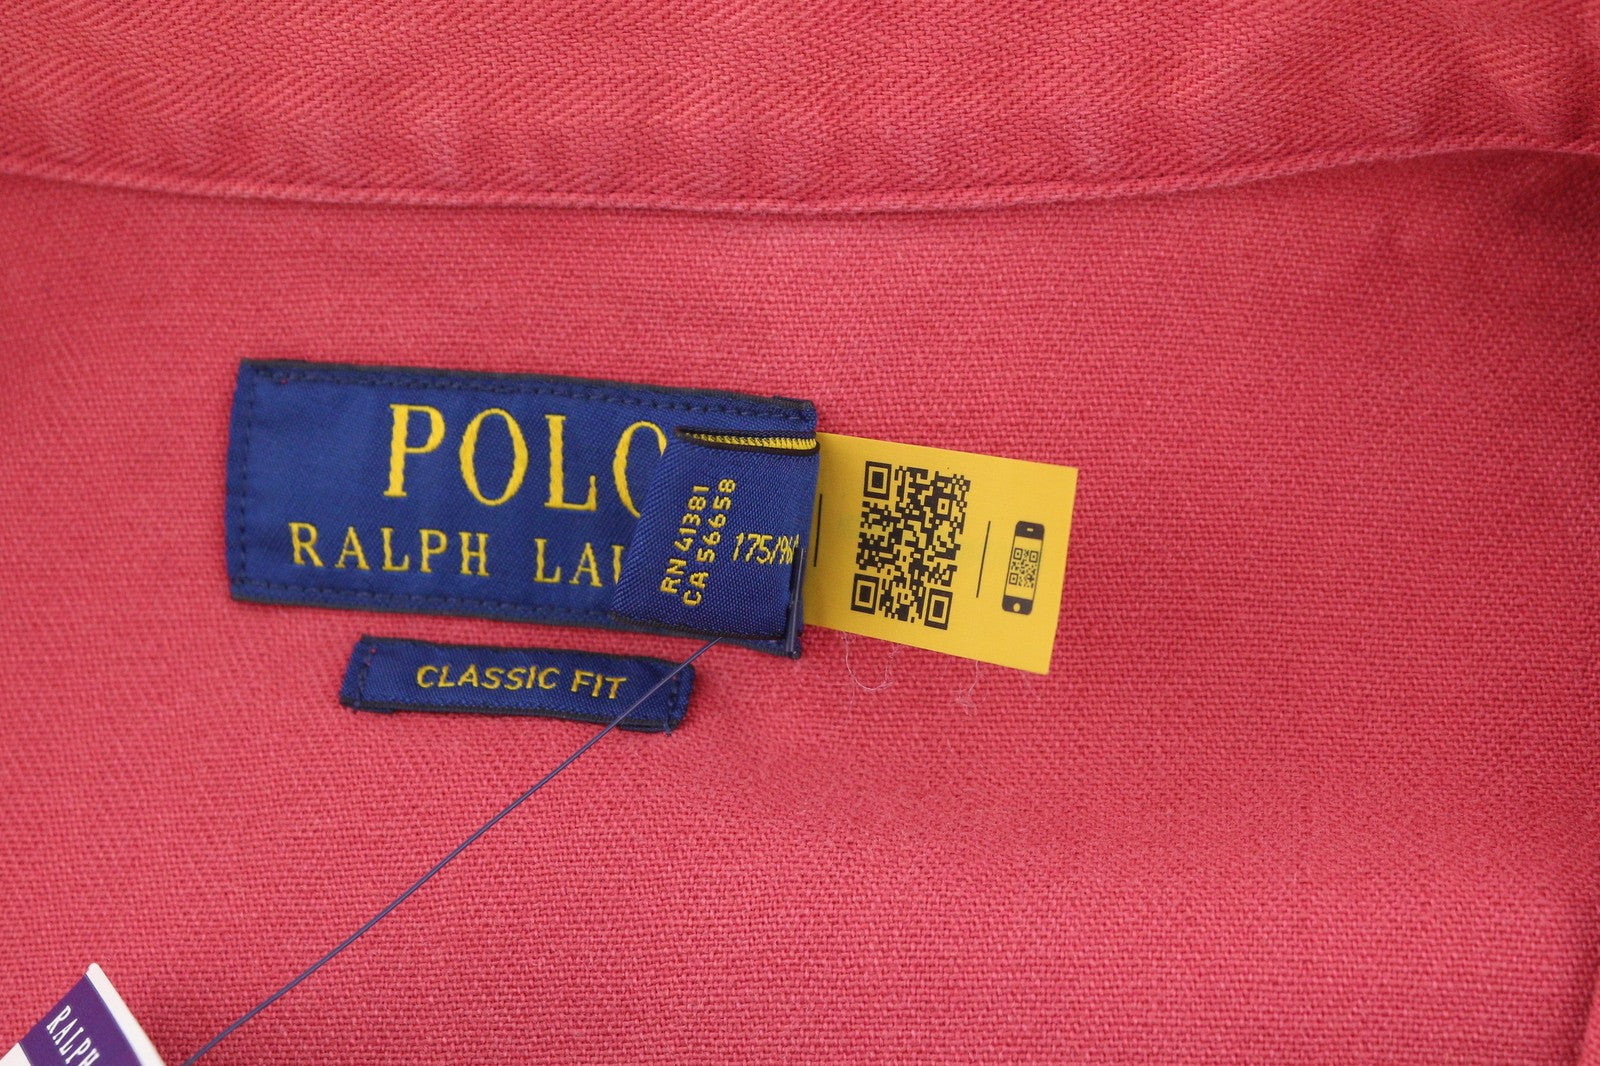 POLO
RALPH LAU
RN 41381
CA 56658
175/96
CLASSIC FIT
RALPH